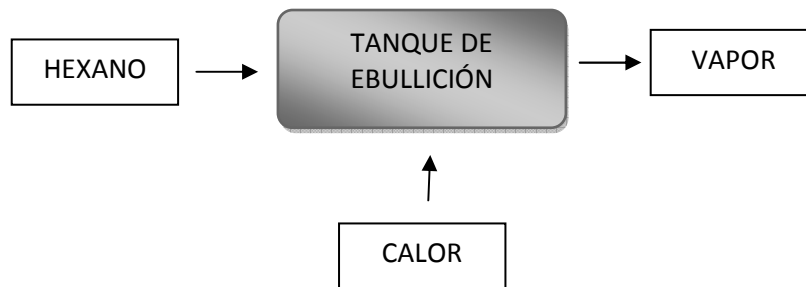 HEXANO
TANQUE DE
EBULLICIÓN
VAPOR
CALOR